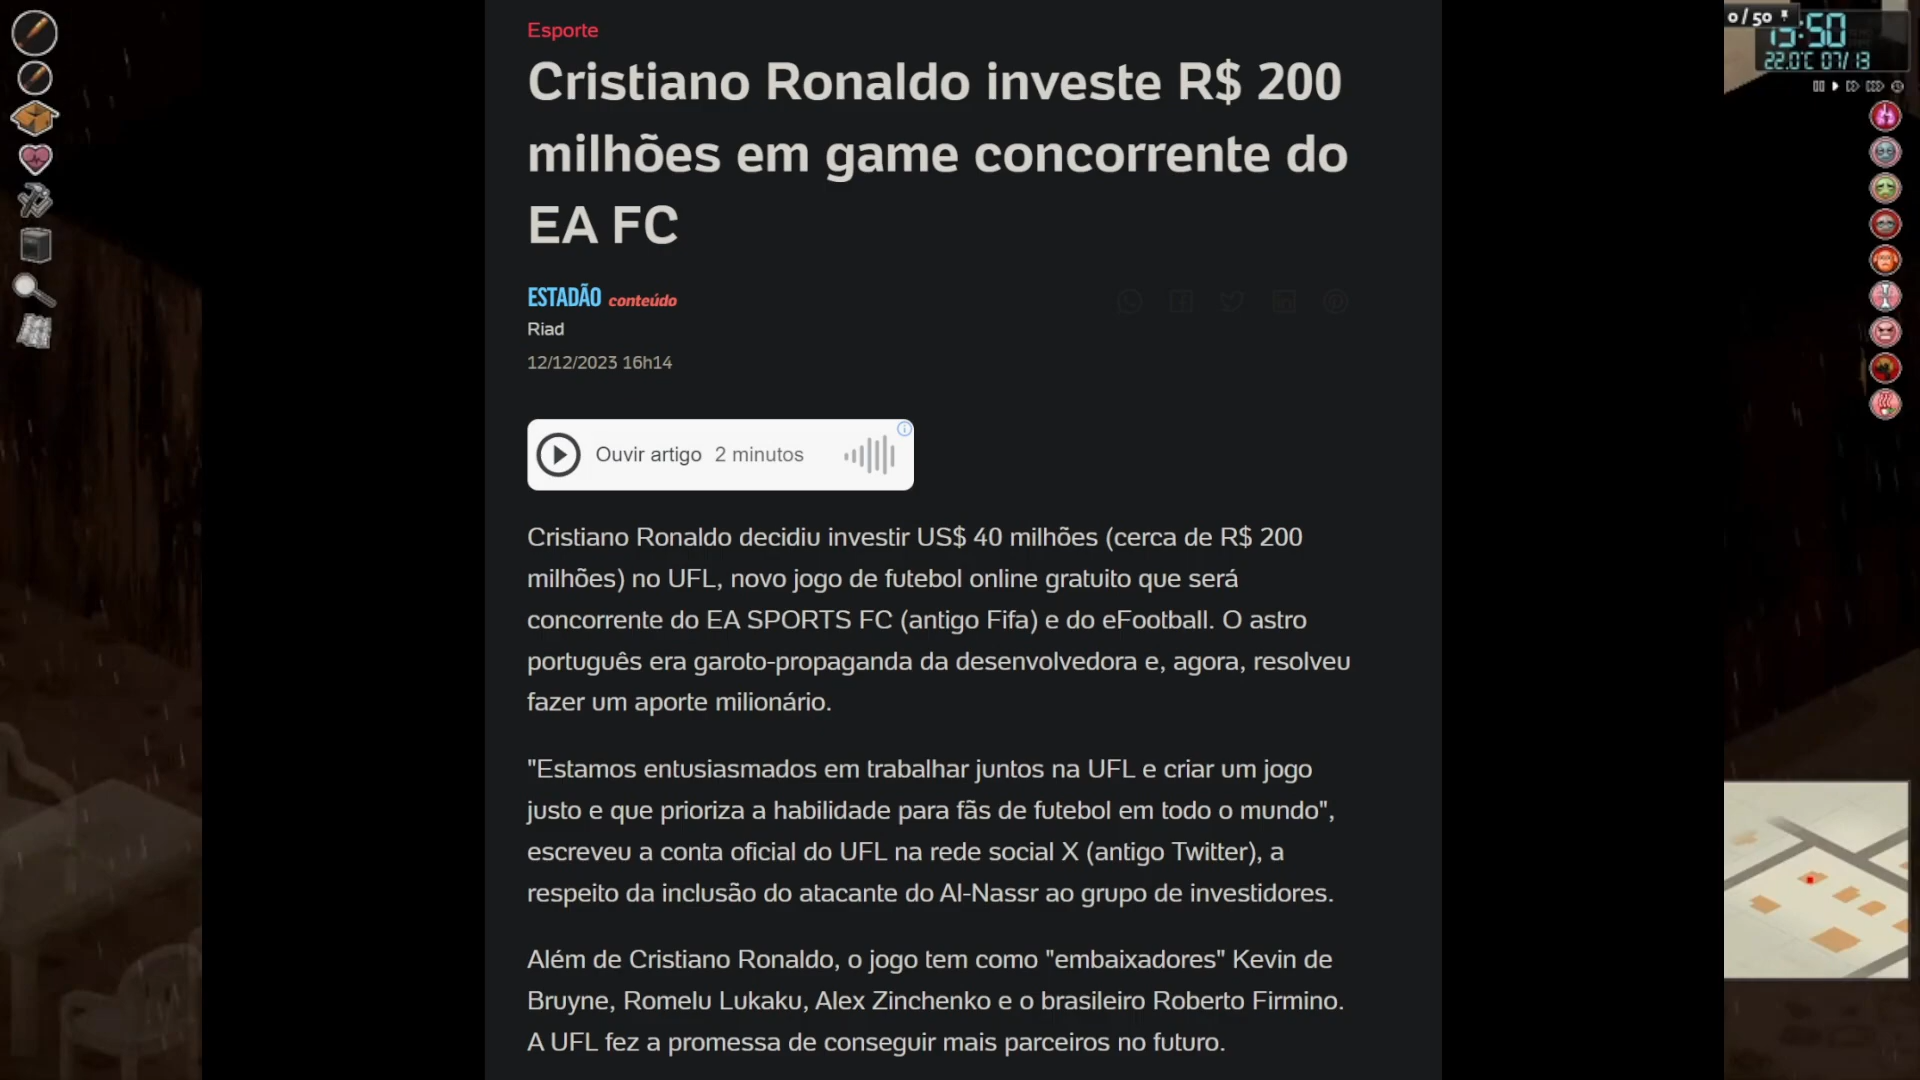 Esporte
Cristiano Ronaldo investe R$ 200
milhões em game concorrente do
EA FC
ESTADÃO conteúdo
Riad
12/12/2023 16h14
Ouvir artigo 2 minutos
Cristiano Ronaldo decidiu investir US$ 40 milhões (cerca de R$ 200
milhões) no UFL, novo jogo de futebol online gratuito que será
concorrente do EA SPORTS FC (antigo Fifa) e do eFootball. O astro
português era garoto-propaganda da desenvolvedora e, agora, resolveu
fazer um aporte milionário.
"Estamos entusiasmados em trabalhar juntos na UFL e criar um jogo
justo e que prioriza a habilidade para fãs de futebol em todo o mundo",
escreveu a conta oficial do UFL na rede social X (antigo Twitter), a
respeito da inclusão do atacante do Al-Nassr ao grupo de investidores.
Além de Cristiano Ronaldo, o jogo tem como "embaixadores" Kevin de
Bruyne, Romelu Lukaku, Alex Zinchenko e o brasileiro Roberto Firmino.
A UFL fez a promessa de conseguir mais parceiros no futuro.
0 / 50
22.0°C 07/13